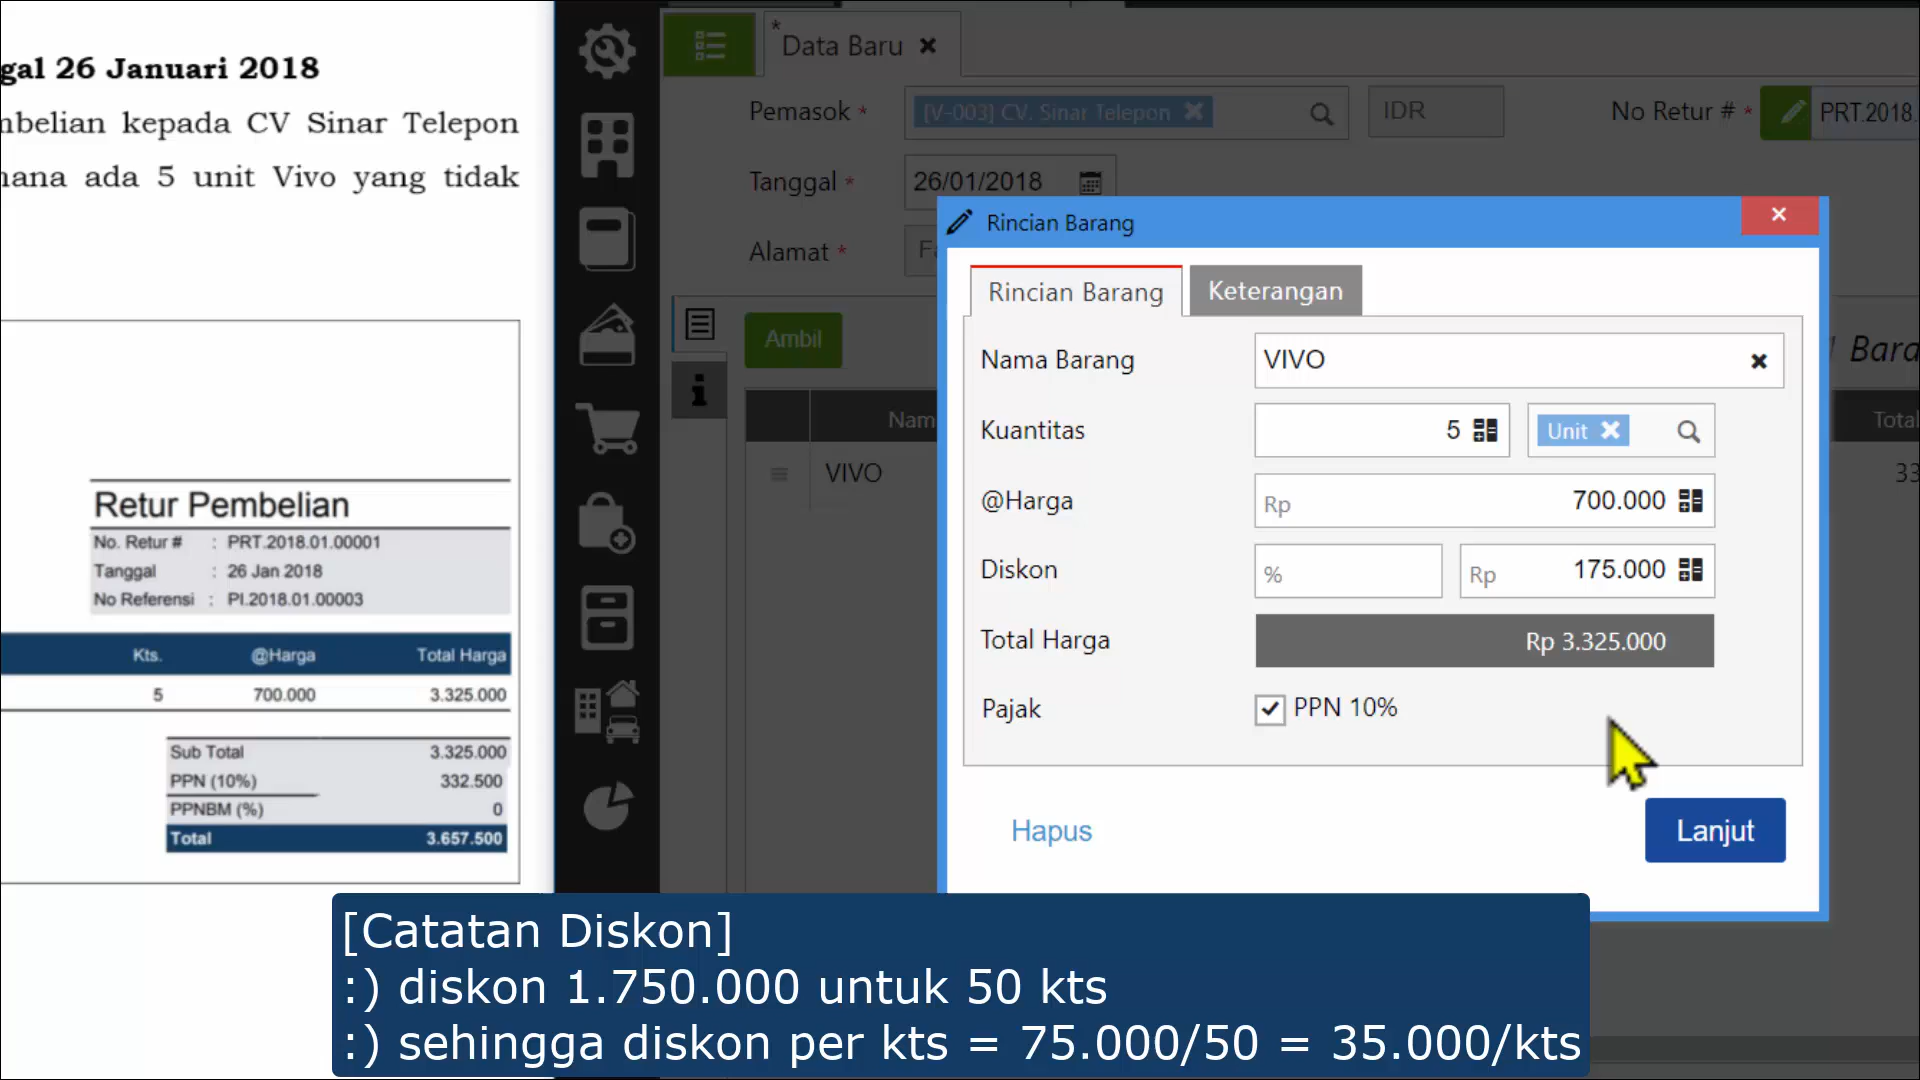 gal 26 Januari 2018
mbelian kepada CV Sinar Telepon
mana ada 5 unit Vivo yang tidak
Retur Pembelian
No. Retur # : PRT.2018.01.00001
Tanggal : 26 Jan 2018
No Referensi : PI.2018.01.00003
Kts. @Harga Total Harga
5 700.000 3.325.000
Sub Total 3.325.000
PPN (10%) 332.500
PPNBM (%) 0
Total 3.657.500
* Data Baru
Pemasok * [V-003] CV. Sinar Telepon IDR No Retur # * PRT.2018.
Tanggal * 26/01/2018
Alamat *
Ambil
Bara
Nam Total
VIVO 33
Rincian Barang
Rincian Barang Keterangan
Nama Barang VIVO
Kuantitas 5 Unit
@Harga Rp 700.000
Diskon % Rp 175.000
Total Harga Rp 3.325.000
Pajak PPN 10%
Hapus Lanjut
[Catatan Diskon]
:) diskon 1.750.000 untuk 50 kts
:) sehingga diskon per kts = 75.000/50 = 35.000/kts